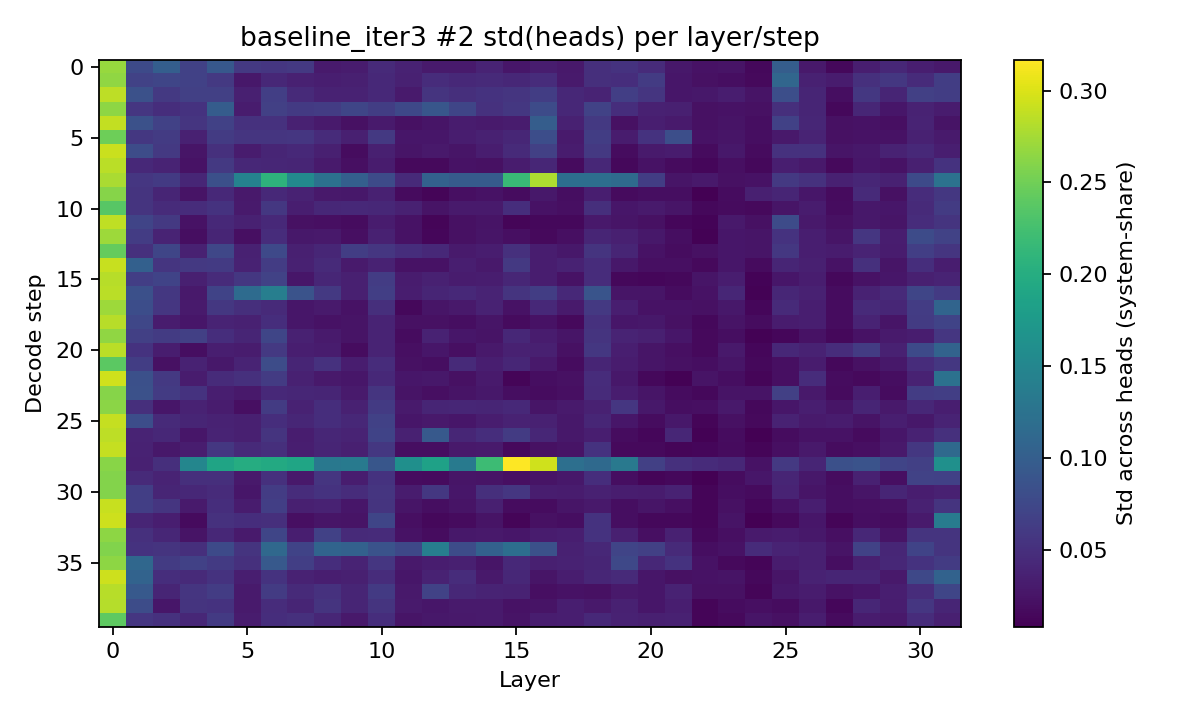 baseline_iter3 #2 std(heads) per layer/step
Decode step
0
5
10
15
20
25
30
35
0 5 10 15 20 25 30
Layer
0.30
0.25
0.20
0.15
0.10
0.05
Std across heads (system-share)